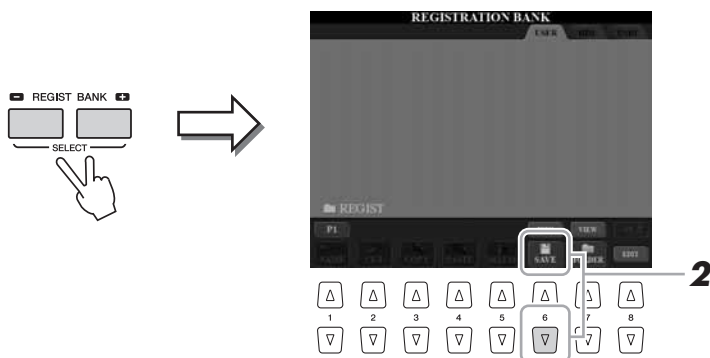 REGISTRATION BANK
USER
REGIST BANK
SELECT
REGIST
P1
VIEW
COPY
SAVE
EDIT
2
1 2 3 4 5 6 7 8